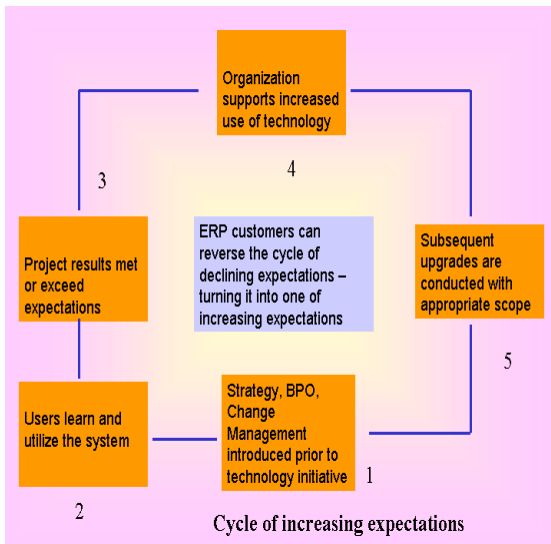 Organization
supports increased
use of technology
4
3
ERP customers can
reverse the cycle of
declining expectations –
turning it into one of
increasing expectations
Project results met
or exceed
expectations
Subsequent
upgrades are
conducted with
appropriate scope
5
Users learn and
utilize the system
2
Strategy, BPO,
Change
Management
introduced prior to
technology initiative
1
Cycle of increasing expectations